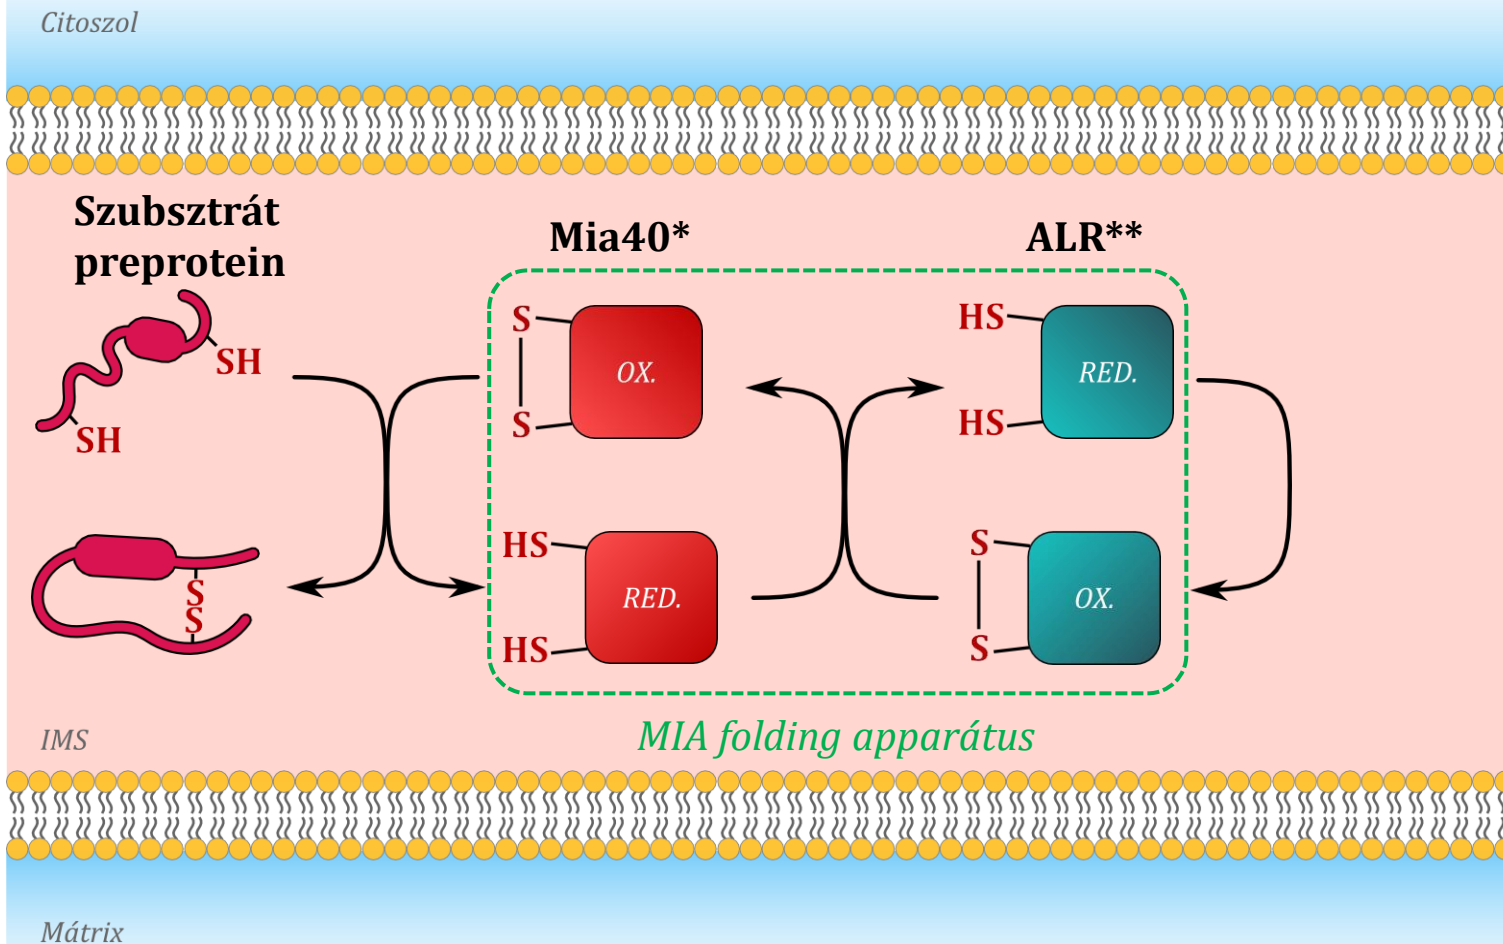 Citoszol
Szubsztrát
preprotein
Mia40*
ALR**
SH
SH
S
S
OX.
HS
HS
RED.
S
S
HS
HS
RED.
S
S
OX.
IMS
MIA folding apparátus
Mátrix